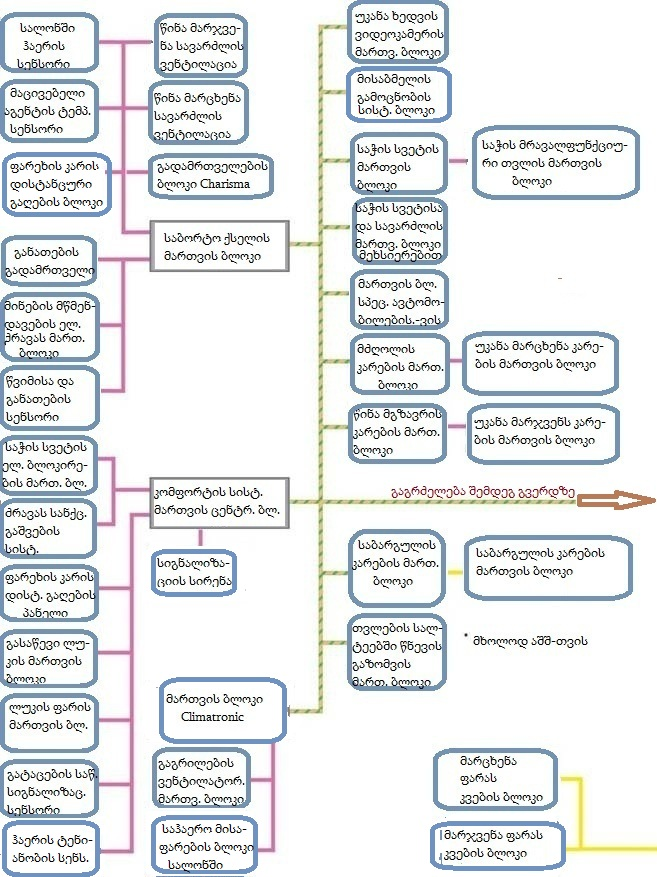 სალონში
ჰაერის
სენსორი
წინა მარჯვე-
ნა სავარძლის
ვენტილაცია
მაცივებელი
აგენტის ტემპ.
სენსორი
წინა მარცხენა
სავარძლის
ვენტილაცია
ფარეხის კარის
დისტანცური
გაღების ბლოკი
გადამრთველების
ბლოკი Charisma
საბორტო ქსელის
მართვის ბლოკი
განათების
გადამრთველი
მინების მწმენ-
დავების ელ.
ძრავას მართ.
ბლოკი
წვიმისა და
განათების
სენსორი
საჭის სვეტის
ელ. ბლოკირე-
ბის მართ. ბლ.
ძრავას სანქც.
გაშვების
სისტ.
კომფორტის სისტ.
მართვის ცენტრ. ბლ.
სიგნალიზა-
ციის სირენა
ფარეხის კარის
დისტ. გაღების
პანელი
გასაწევი ლუ-
კის მართვის
ბლოკი
ლუკის ფარის
მართვის ბლ.
გატაცების საწ.
სიგნალიზაც.
სენსორი
ჰაერის ტენი-
ანობის სენს.
მართვის ბლოკი
Climatronic
გაგრილების
ვენტილატორ.
მართვ. ბლოკი
საჰაერო მისა-
ფარების ბლოკი
სალონში
უკანა ხედვის
ვიდეოკამერის
მართვ. ბლოკი
მისაბმელის
გამოცნობის
სისტ. ბლოკი
საჭის სვეტის
მართვის
ბლოკი
საჭის მრავალფუნქციუ-
რი თვლის მართვის
ბლოკი
საჭის სვეტისა
და სავარძლის
მართვ. ბლოკი
მეხსიერებით
მართვის ბლ.
სპეც. ავტომო-
ბილების.-ვის
მძღოლის
კარების მართ.
ბლოკი
უკანა მარცხენა კარე-
ბის მართვის ბლოკი
წინა მგზავრის
კარების მართ.
ბლოკი
უკანა მარჯვენს კარე-
ბის მართვის ბლოკი
გაგრძელება შემდეგ გვერდზე
საბარგულის
კარების მართ.
ბლოკი
საბარგულის კარების
მართვის ბლოკი
თვლების სალ-
ტეებში წნევის
გაზომვის
მართ. ბლოკი
* მხოლოდ აშშ-თვის
მარცხენა
ფარას
კვების ბლოკი
მარჯვენა ფარას
კვების ბლოკი